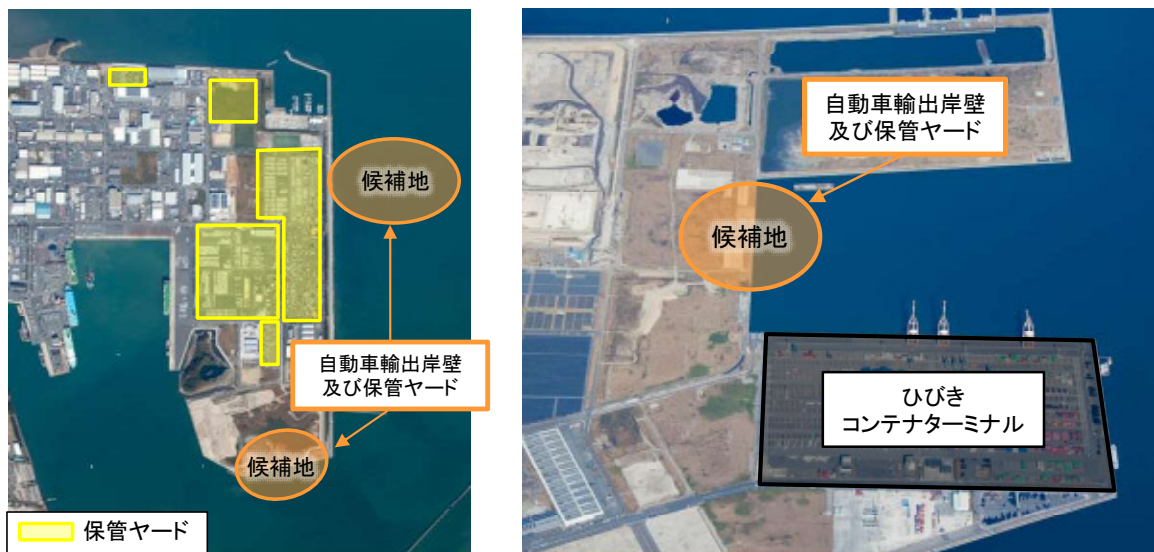 候補地
自動車輸出岸壁
及び保管ヤード
候補地
保管ヤード
自動車輸出岸壁
及び保管ヤード
候補地
ひびき
コンテナターミナル